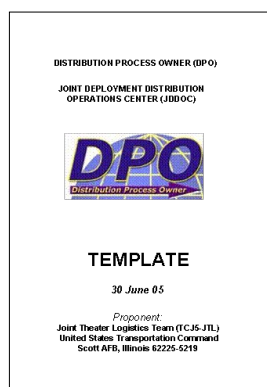 DISTRIBUTION PROCESS OWNER (DPO)
JOINT DEPLOYMENT DISTRIBUTION
OPERATIONS CENTER (JDDOC)
DPO
Distribution Process Owner
TEMPLATE
30 June 05
Proponent:
Joint Theater Logistics Team (TCJ5-JTL)
United States Transportation Command
Scott AFB, Illinois 62225-5219